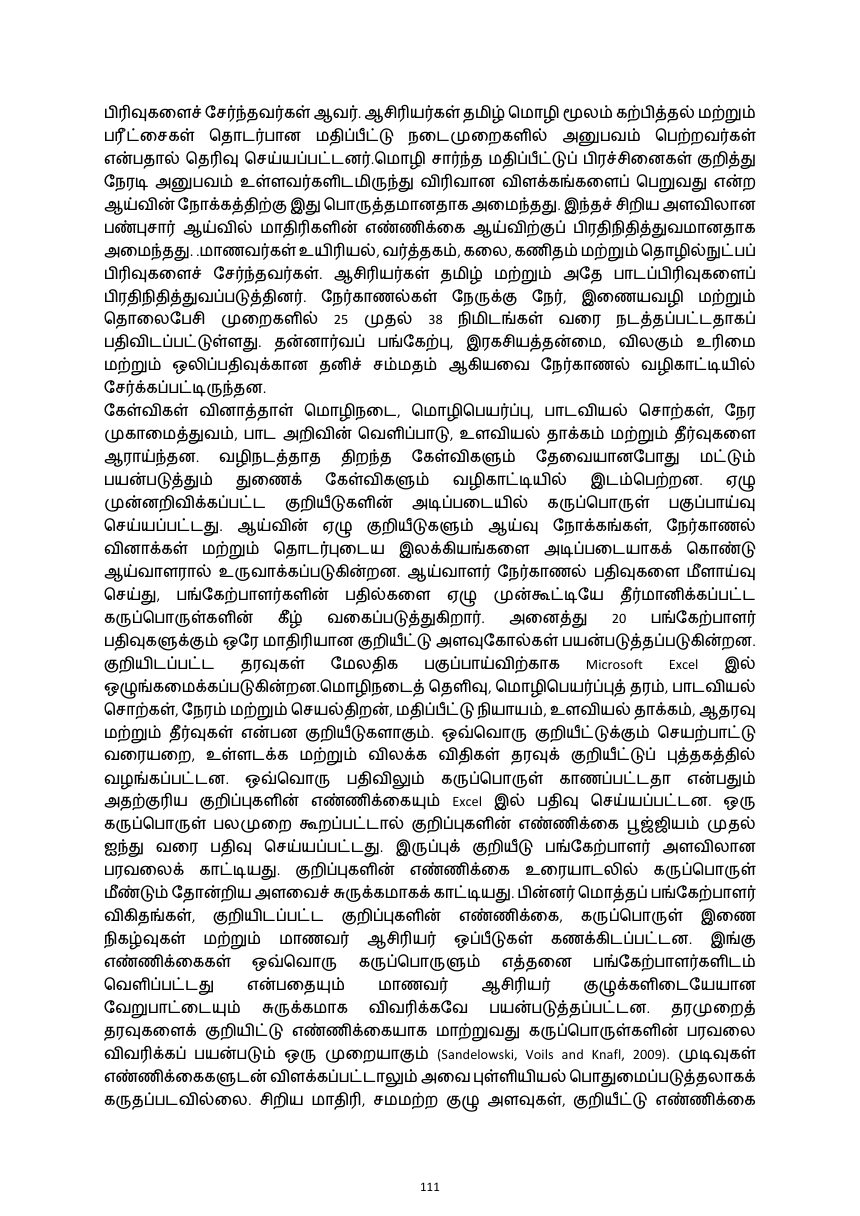 பிரிவுகளைச் சேர்ந்தவர்கள் ஆவர். ஆசிரியர்கள் தமிழ் மொழி மூலம் கற்பித்தல் மற்றும்
பரீட்சைகள் தொடர்பான மதிப்பீட்டு நடைமுறைகளில் அனுபவம் பெற்றவர்கள்
என்பதால் தெரிவு செய்யப்பட்டனர்.மொழி சார்ந்த மதிப்பீட்டுப் பிரச்சினைகள் குறித்து
நேரடி அனுபவம் உள்ளவர்களிடமிருந்து விரிவான விளக்கங்களைப் பெறுவது என்ற
ஆய்வின் நோக்கத்திற்கு இது பொருத்தமானதாக அமைந்தது. இந்தச் சிறிய அளவிலான
பண்புசார் ஆய்வில் மாதிரிகளின் எண்ணிக்கை ஆய்விற்குப் பிரதிநிதித்துவமானதாக
அமைந்தது. .மாணவர்கள் உயிரியல், வர்த்தகம், கலை, கணிதம் மற்றும் தொழில்நுட்பப்
பிரிவுகளைச் சேர்ந்தவர்கள். ஆசிரியர்கள் தமிழ் மற்றும் அதே பாடப்பிரிவுகளைப்
பிரதிநிதித்துவப்படுத்தினர். நேர்காணல்கள் நேருக்கு நேர், இணையவழி மற்றும்
தொலைபேசி முறைகளில் 25 முதல் 38 நிமிடங்கள் வரை நடத்தப்பட்டதாகப்
பதிவிடப்பட்டுள்ளது. தன்னார்வப் பங்கேற்பு, இரகசியத்தன்மை, விலகும் உரிமை
மற்றும் ஒலிப்பதிவுக்கான தனிச் சம்மதம் ஆகியவை நேர்காணல் வழிகாட்டியில்
சேர்க்கப்பட்டிருந்தன.
கேள்விகள் வினாத்தாள் மொழிநடை, மொழிபெயர்ப்பு, பாடவியல் சொற்கள், நேர
முகாமைத்துவம், பாட அறிவின் வெளிப்பாடு, உளவியல் தாக்கம் மற்றும் தீர்வுகளை
ஆராய்ந்தன. வழிநடத்தாத திறந்த கேள்விகளும் தேவையானபோது மட்டும்
பயன்படுத்தும் துணைக் கேள்விகளும் வழிகாட்டியில் இடம்பெற்றன. ஏழு
முன்னறிவிக்கப்பட்ட குறியீடுகளின் அடிப்படையில் கருப்பொருள் பகுப்பாய்வு
செய்யப்பட்டது. ஆய்வின் ஏழு குறியீடுகளும் ஆய்வு நோக்கங்கள், நேர்காணல்
வினாக்கள் மற்றும் தொடர்புடைய இலக்கியங்களை அடிப்படையாகக் கொண்டு
ஆய்வாளரால் உருவாக்கப்படுகின்றன. ஆய்வாளர் நேர்காணல் பதிவுகளை மீளாய்வு
செய்து, பங்கேற்பாளர்களின் பதில்களை ஏழு முன்கூட்டியே தீர்மானிக்கப்பட்ட
கருப்பொருள்களின் கீழ் வகைப்படுத்துகிறார். அனைத்து 20 பங்கேற்பாளர்
பதிவுகளுக்கும் ஒரே மாதிரியான குறியீட்டு அளவுகோல்கள் பயன்படுத்தப்படுகின்றன.
குறியிடப்பட்ட தரவுகள் மேலதிக பகுப்பாய்விற்காக Microsoft Excel இல்
ஒழுங்கமைக்கப்படுகின்றன.மொழிநடைத் தெளிவு, மொழிபெயர்ப்புத் தரம், பாடவியல்
சொற்கள், நேரம் மற்றும் செயல்திறன், மதிப்பீட்டு நியாயம், உளவியல் தாக்கம், ஆதரவு
மற்றும் தீர்வுகள் என்பன குறியீடுகளாகும். ஒவ்வொரு குறியீட்டுக்கும் செயற்பாட்டு
வரையறை, உள்ளடக்க மற்றும் விலக்க விதிகள் தரவுக் குறியீட்டுப் புத்தகத்தில்
வழங்கப்பட்டன. ஒவ்வொரு பதிவிலும் கருப்பொருள் காணப்பட்டதா என்பதும்
அதற்குரிய குறிப்புகளின் எண்ணிக்கையும் Excel இல் பதிவு செய்யப்பட்டன. ஒரு
கருப்பொருள் பலமுறை கூறப்பட்டால் குறிப்புகளின் எண்ணிக்கை பூஜ்ஜியம் முதல்
ஐந்து வரை பதிவு செய்யப்பட்டது. இருப்புக் குறியீடு பங்கேற்பாளர் அளவிலான
பரவலைக் காட்டியது. குறிப்புகளின் எண்ணிக்கை உரையாடலில் கருப்பொருள்
மீண்டும் தோன்றிய அளவைச் சுருக்கமாகக் காட்டியது. பின்னர் மொத்தப் பங்கேற்பாளர்
விகிதங்கள், குறியிடப்பட்ட குறிப்புகளின் எண்ணிக்கை, கருப்பொருள் இணை
நிகழ்வுகள் மற்றும் மாணவர் ஆசிரியர் ஒப்பீடுகள் கணக்கிடப்பட்டன. இங்கு
எண்ணிக்கைகள் ஒவ்வொரு கருப்பொருளும் எத்தனை பங்கேற்பாளர்களிடம்
வெளிப்பட்டது என்பதையும் மாணவர் ஆசிரியர் குழுக்களிடையேயான
வேறுபாட்டையும் சுருக்கமாக விவரிக்கவே பயன்படுத்தப்பட்டன. தரமுறைத்
தரவுகளைக் குறியிட்டு எண்ணிக்கையாக மாற்றுவது கருப்பொருள்களின் பரவலை
விவரிக்கப் பயன்படும் ஒரு முறையாகும் (Sandelowski, Voils and Knafl, 2009). முடிவுகள்
எண்ணிக்கைகளுடன் விளக்கப்பட்டாலும் அவை புள்ளியியல் பொதுமைப்படுத்தலாகக்
கருதப்படவில்லை. சிறிய மாதிரி, சமமற்ற குழு அளவுகள், குறியீட்டு எண்ணிக்கை
111